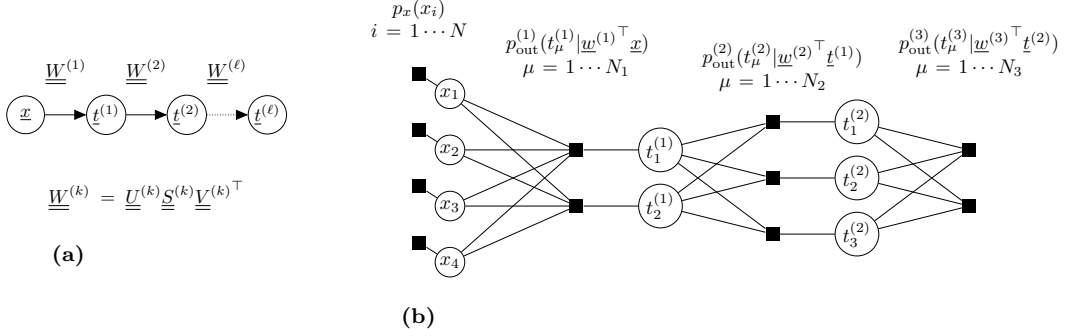 W̲̲^{(1)} W̲̲^{(2)} W̲̲^{(ℓ)}
x̲ t̲^{(1)} t̲^{(2)} t̲^{(ℓ)}
W̲̲^{(k)} = U̲̲^{(k)} S̲̲^{(k)} V̲̲^{(k)⊤}
(a)
p_x(x_i)
i = 1 ⋯ N
p_out^{(1)}(t_μ^{(1)}|w̲^{(1)⊤} x̲)
μ = 1 ⋯ N_1
p_out^{(2)}(t_μ^{(2)}|w̲^{(2)⊤} t̲^{(1)})
μ = 1 ⋯ N_2
p_out^{(3)}(t_μ^{(3)}|w̲^{(3)⊤} t̲^{(2)})
μ = 1 ⋯ N_3
x_1
x_2
x_3
x_4
t_1^{(1)}
t_2^{(1)}
t_1^{(2)}
t_2^{(2)}
t_3^{(2)}
(b)